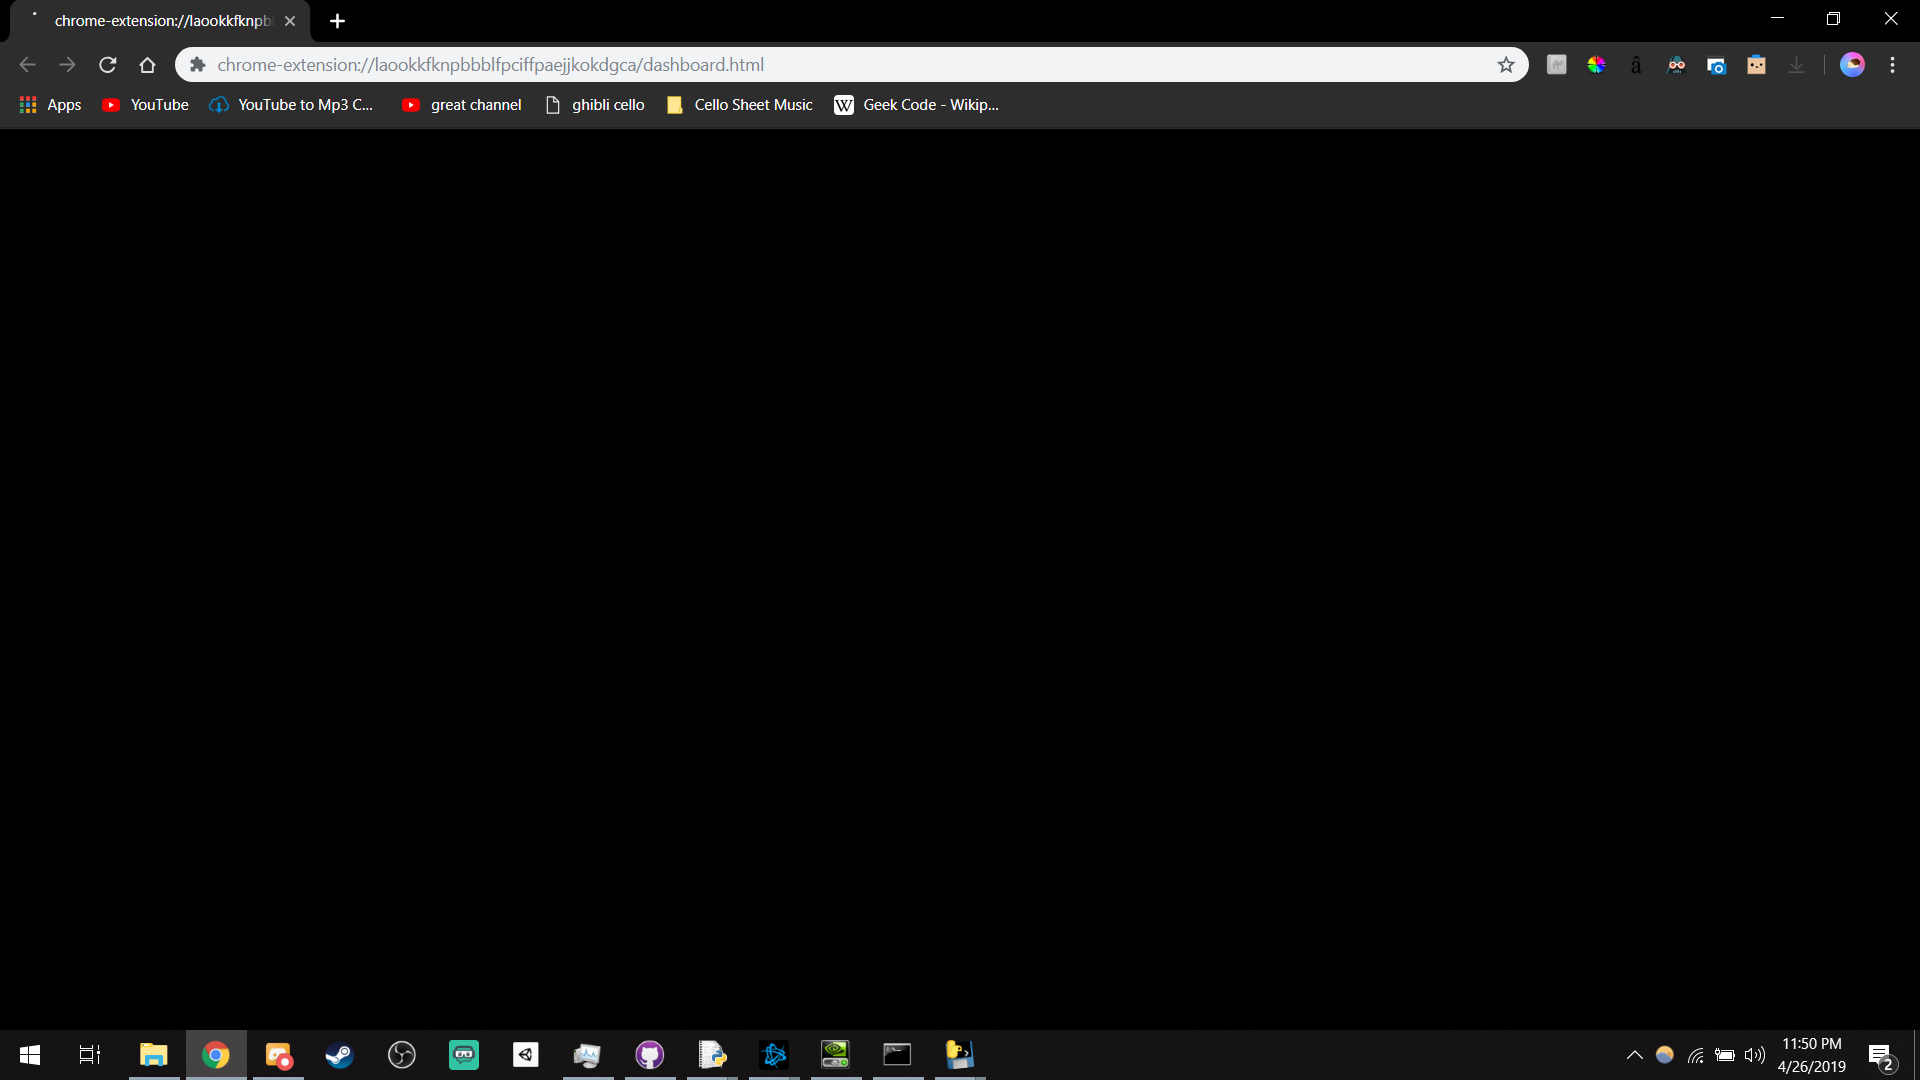 chrome-extension://laookkfknpb
chrome-extension://laookkfknpbbblfpciffpaejjkokdgca/dashboard.html
â
Apps
YouTube
YouTube to Mp3 C...
great channel
ghibli cello
Cello Sheet Music
W
Geek Code - Wikip...
11:50 PM
4/26/2019
2